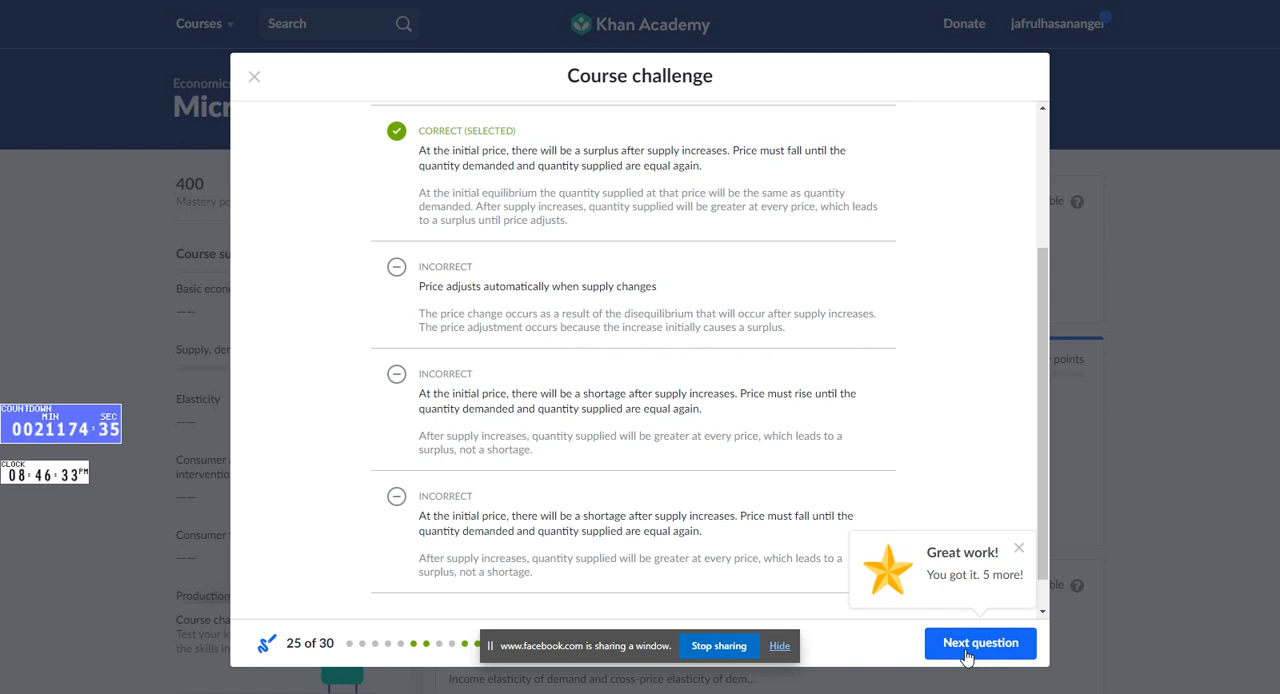 Courses
Search
Khan Academy
Donate
jafrulhasanangel
Course challenge
Economics
Micr
400
Mastery po
Course su
Basic econ
——
Supply, de
Elasticity
——
Consumer
intervention
——
Consumer
——
Production
Course cha
Test your k
the skills in
CORRECT (SELECTED)
At the initial price, there will be a surplus after supply increases. Price must fall until the
quantity demanded and quantity supplied are equal again.
At the initial equilibrium the quantity supplied at that price will be the same as quantity
demanded. After supply increases, quantity supplied will be greater at every price, which leads
to a surplus until price adjusts.
INCORRECT
Price adjusts automatically when supply changes
The price change occurs as a result of the disequilibrium that will occur after supply increases.
The price adjustment occurs because the increase initially causes a surplus.
INCORRECT
At the initial price, there will be a shortage after supply increases. Price must rise until the
quantity demanded and quantity supplied are equal again.
After supply increases, quantity supplied will be greater at every price, which leads to a
surplus, not a shortage.
INCORRECT
At the initial price, there will be a shortage after supply increases. Price must fall until the
quantity demanded and quantity supplied are equal again.
After supply increases, quantity supplied will be greater at every price, which leads to a
surplus, not a shortage.
ble ?
points
ble ?
COUNTDOWN
MIN SEC
0021174:35
CLOCK
08:46:33 PM
Great work!
You got it. 5 more!
25 of 30
www.facebook.com is sharing a window.
Stop sharing
Hide
Next question
Income elasticity of demand and cross-price elasticity of dem...